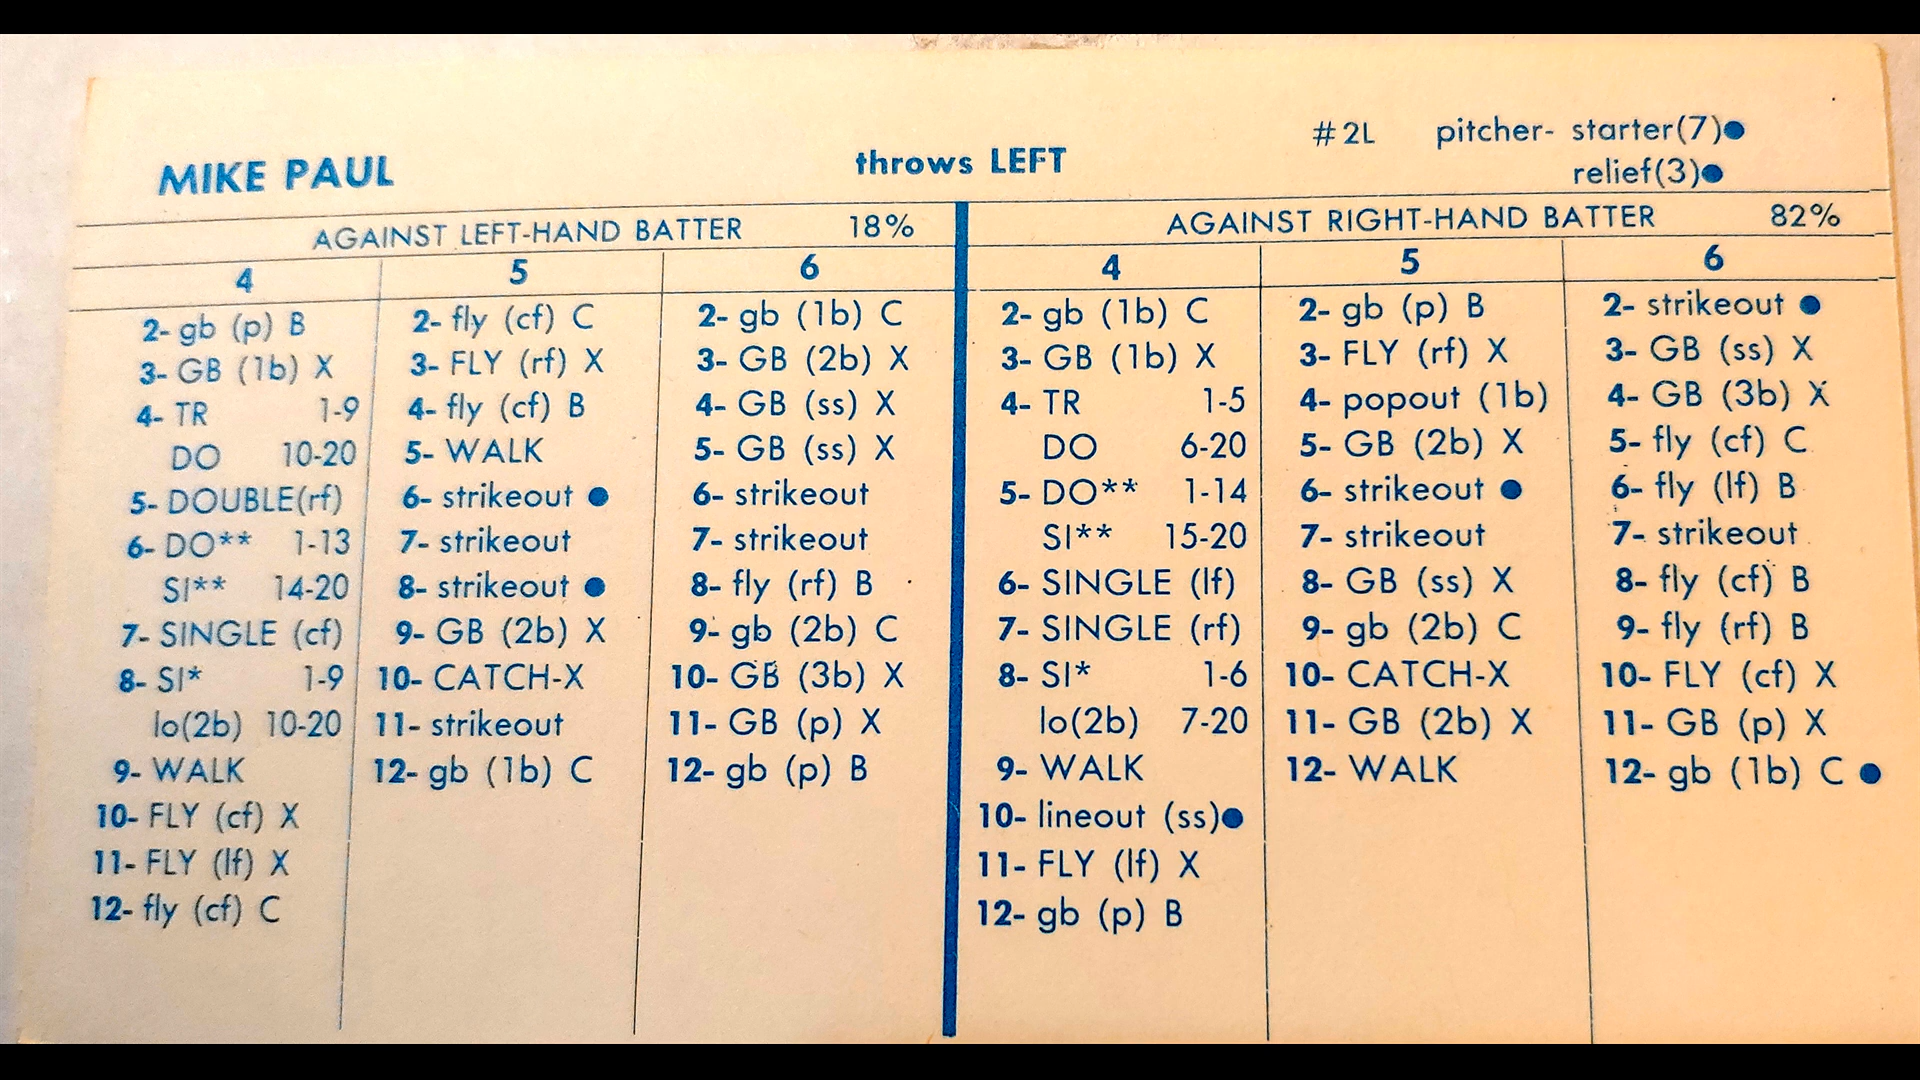 #2L pitcher- starter(7)●
MIKE PAUL throws LEFT relief(3)●
AGAINST LEFT-HAND BATTER 18%
4
2- gb (p) B
3- GB (1b) X
4- TR 1-9
DO 10-20
5- DOUBLE(rf)
6- DO** 1-13
SI** 14-20
7- SINGLE (cf)
8- SI* 1-9
lo(2b) 10-20
9- WALK
10- FLY (cf) X
11- FLY (lf) X
12- fly (cf) C
5
2- fly (cf) C
3- FLY (rf) X
4- fly (cf) B
5- WALK
6- strikeout ●
7- strikeout
8- strikeout ●
9- GB (2b) X
10- CATCH-X
11- strikeout
12- gb (1b) C
6
2- gb (1b) C
3- GB (2b) X
4- GB (ss) X
5- GB (ss) X
6- strikeout
7- strikeout
8- fly (rf) B
9- gb (2b) C
10- GB (3b) X
11- GB (p) X
12- gb (p) B
AGAINST RIGHT-HAND BATTER 82%
4
2- gb (1b) C
3- GB (1b) X
4- TR 1-5
DO 6-20
5- DO** 1-14
SI** 15-20
6- SINGLE (lf)
7- SINGLE (rf)
8- SI* 1-6
lo(2b) 7-20
9- WALK
10- lineout (ss)●
11- FLY (lf) X
12- gb (p) B
5
2- gb (p) B
3- FLY (rf) X
4- popout (1b)
5- GB (2b) X
6- strikeout ●
7- strikeout
8- GB (ss) X
9- gb (2b) C
10- CATCH-X
11- GB (2b) X
12- WALK
6
2- strikeout ●
3- GB (ss) X
4- GB (3b) X
5- fly (cf) C
6- fly (lf) B
7- strikeout
8- fly (cf) B
9- fly (rf) B
10- FLY (cf) X
11- GB (p) X
12- gb (1b) C ●